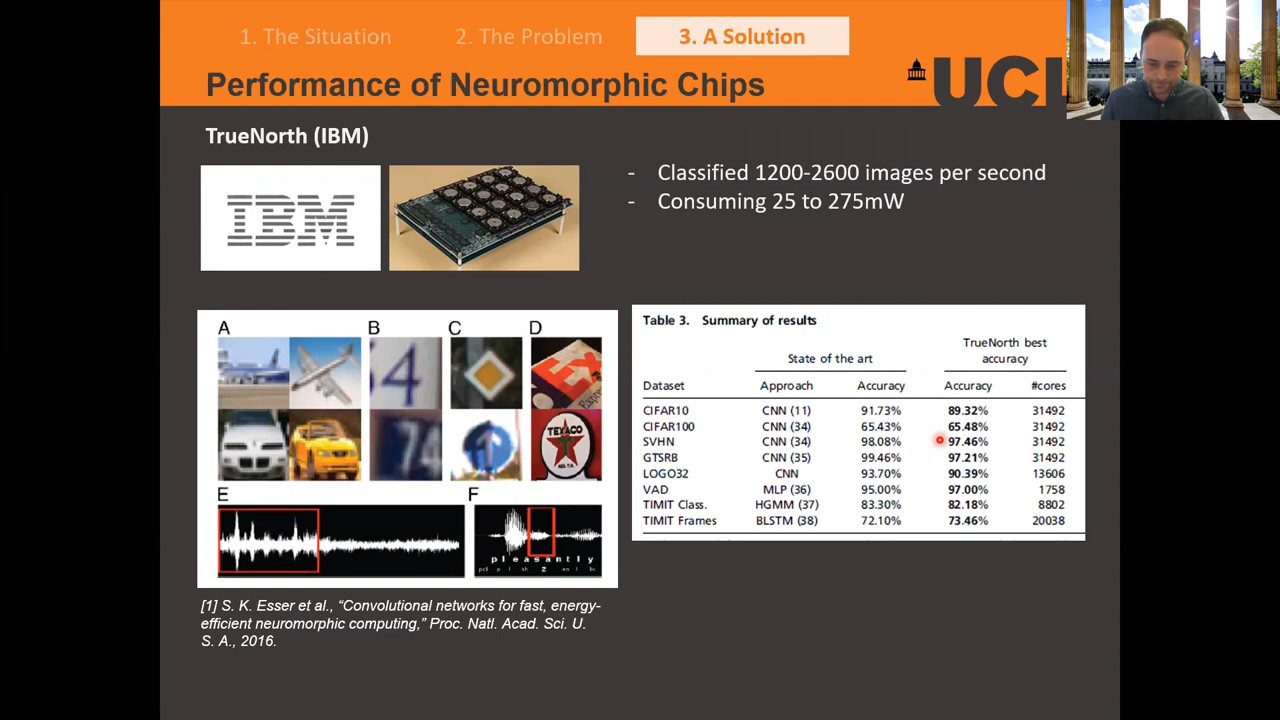 1. The Situation
2. The Problem
3. A Solution
Performance of Neuromorphic Chips
UCL
TrueNorth (IBM)
IBM
- Classified 1200-2600 images per second
- Consuming 25 to 275mW
A B C D
4
EX
74
TEXACO
E F
pleasantly
Table 3. Summary of results
State of the art
TrueNorth best accuracy
Dataset Approach Accuracy Accuracy #cores
CIFAR10 CNN (11) 91.73% 89.32% 31492
CIFAR100 CNN (34) 65.43% 65.48% 31492
SVHN CNN (34) 98.08% 97.46% 31492
GTSRB CNN (35) 99.46% 97.21% 31492
LOGO32 CNN 93.70% 90.39% 13606
VAD MLP (36) 95.00% 97.00% 1758
TIMIT Class. HGMM (37) 83.30% 82.18% 8802
TIMIT Frames BLSTM (38) 72.10% 73.46% 20038
[1] S. K. Esser et al., “Convolutional networks for fast, energy-
efficient neuromorphic computing,” Proc. Natl. Acad. Sci. U.
S. A., 2016.